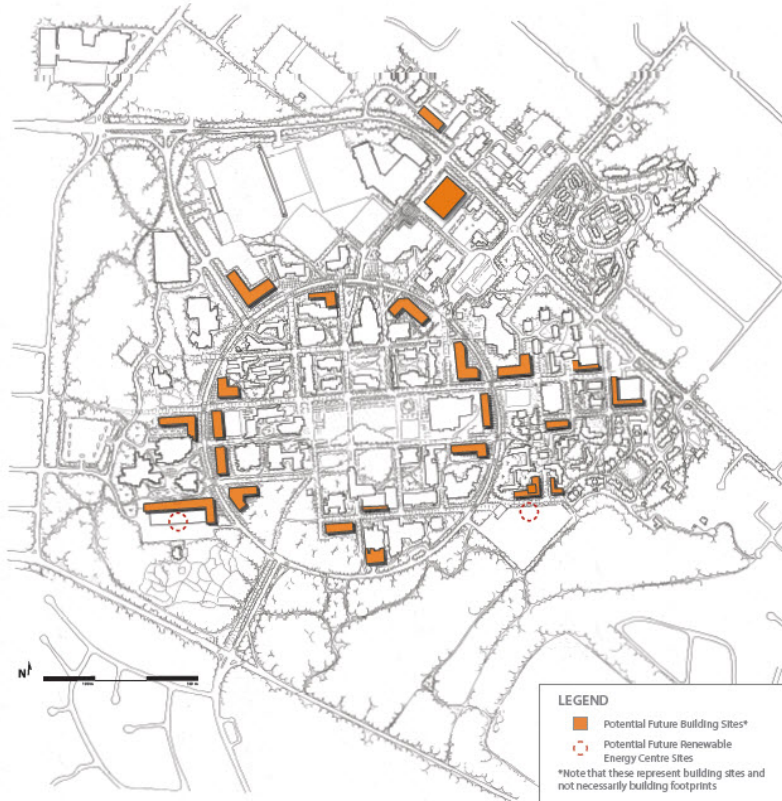 N
LEGEND
Potential Future Building Sites*
Potential Future Renewable
Energy Centre Sites
*Note that these represent building sites and
not necessarily building footprints